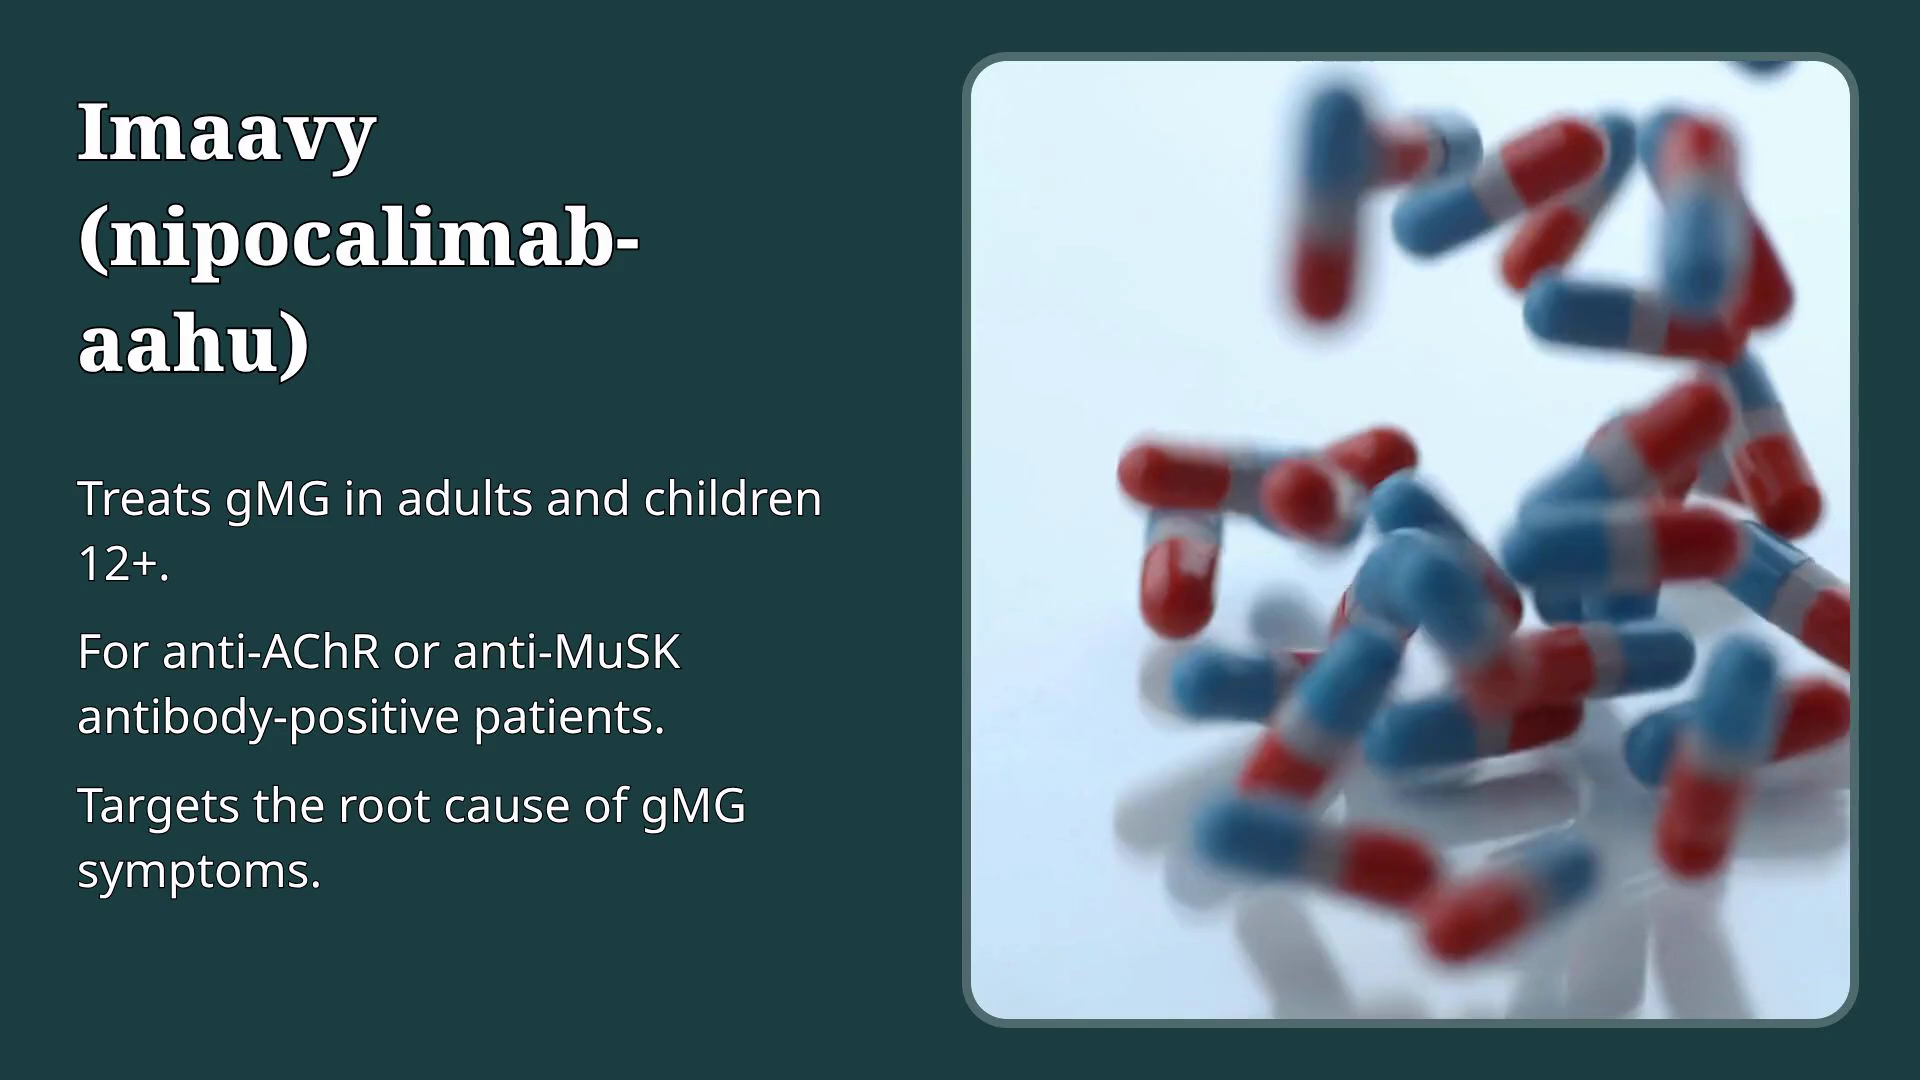 Imaavy
(nipocalimab-
aahu)
Treats gMG in adults and children
12+.
For anti-AChR or anti-MuSK
antibody-positive patients.
Targets the root cause of gMG
symptoms.